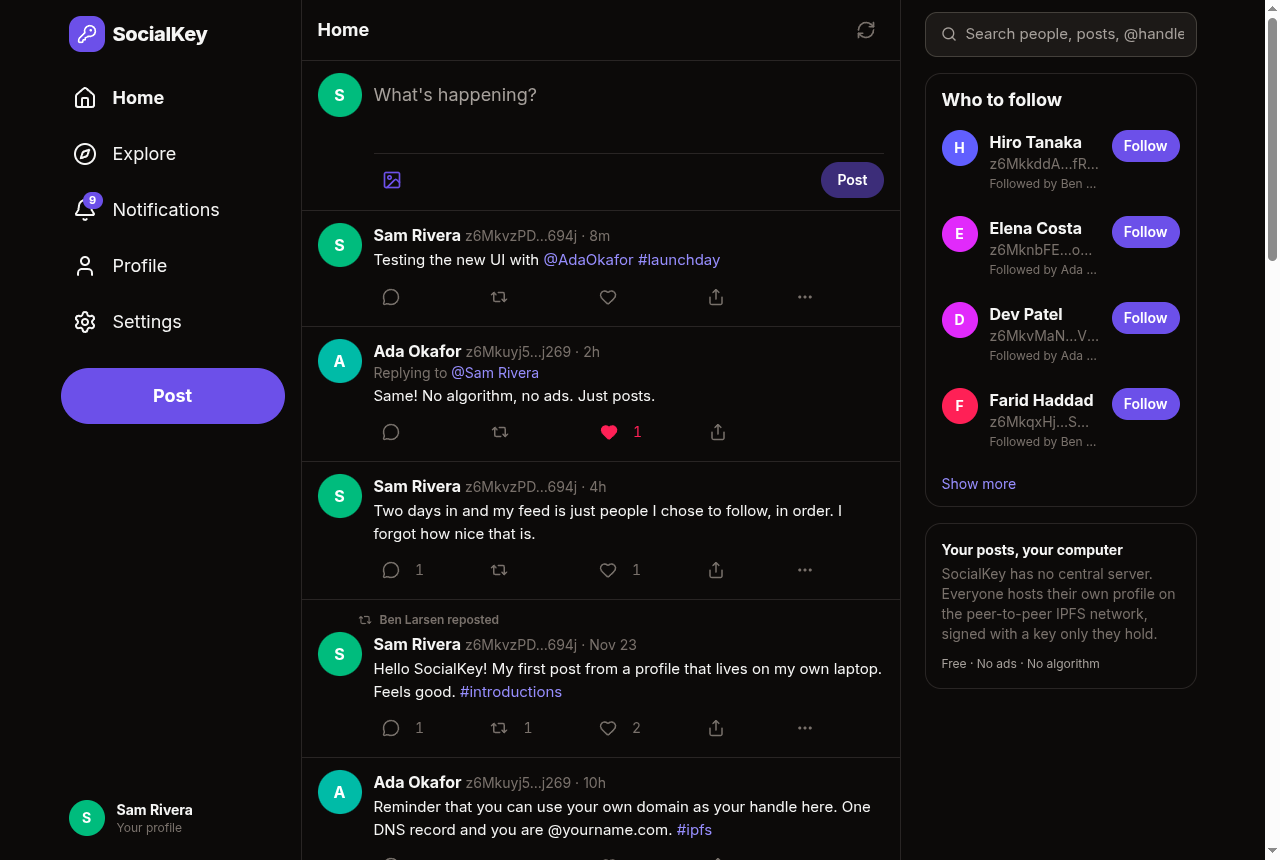 SocialKey
Home
Explore
9
Notifications
Profile
Settings
Post
S
Sam Rivera
Your profile
Home
S
What's happening?
Post
S
Sam Rivera z6MkvzPD...694j · 8m
Testing the new UI with @AdaOkafor #launchday
A
Ada Okafor z6Mkuyj5...j269 · 2h
Replying to @Sam Rivera
Same! No algorithm, no ads. Just posts.
1
S
Sam Rivera z6MkvzPD...694j · 4h
Two days in and my feed is just people I chose to follow, in order. I
forgot how nice that is.
1 1
Ben Larsen reposted
S
Sam Rivera z6MkvzPD...694j · Nov 23
Hello SocialKey! My first post from a profile that lives on my own laptop.
Feels good. #introductions
1 1 2
A
Ada Okafor z6Mkuyj5...j269 · 10h
Reminder that you can use your own domain as your handle here. One
DNS record and you are @yourname.com. #ipfs
Search people, posts, @handle
Who to follow
H
Hiro Tanaka
z6MkkddA...fR...
Followed by Ben ...
Follow
E
Elena Costa
z6MknbFE...o...
Followed by Ada ...
Follow
D
Dev Patel
z6MkvMaN...V...
Followed by Ada ...
Follow
F
Farid Haddad
z6MkqxHj...S...
Followed by Ben ...
Follow
Show more
Your posts, your computer
SocialKey has no central server.
Everyone hosts their own profile on
the peer-to-peer IPFS network,
signed with a key only they hold.
Free · No ads · No algorithm